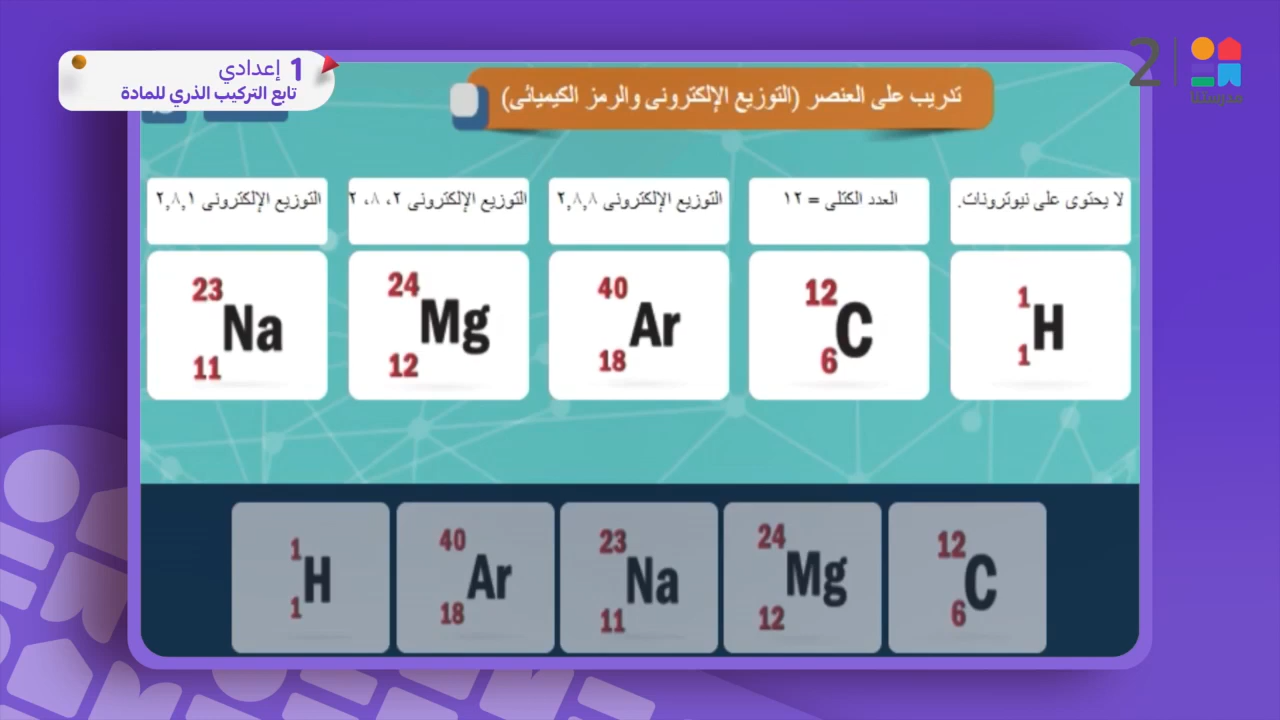 1 إعدادي
تابع التركيب الذري للمادة
2
مدرستنا
تدريب على العنصر (التوزيع الإلكترونى والرمز الكيميائى)
لا يحتوى على نيوترونات.
العدد الكتلى = ١٢
التوزيع الإلكترونى ٢,٨,٨
التوزيع الإلكترونى ٢، ٨، ٢
التوزيع الإلكترونى ٢,٨,١
1
H
1
12
C
6
40
Ar
18
24
Mg
12
23
Na
11
12
C
6
24
Mg
12
23
Na
11
40
Ar
18
1
H
1